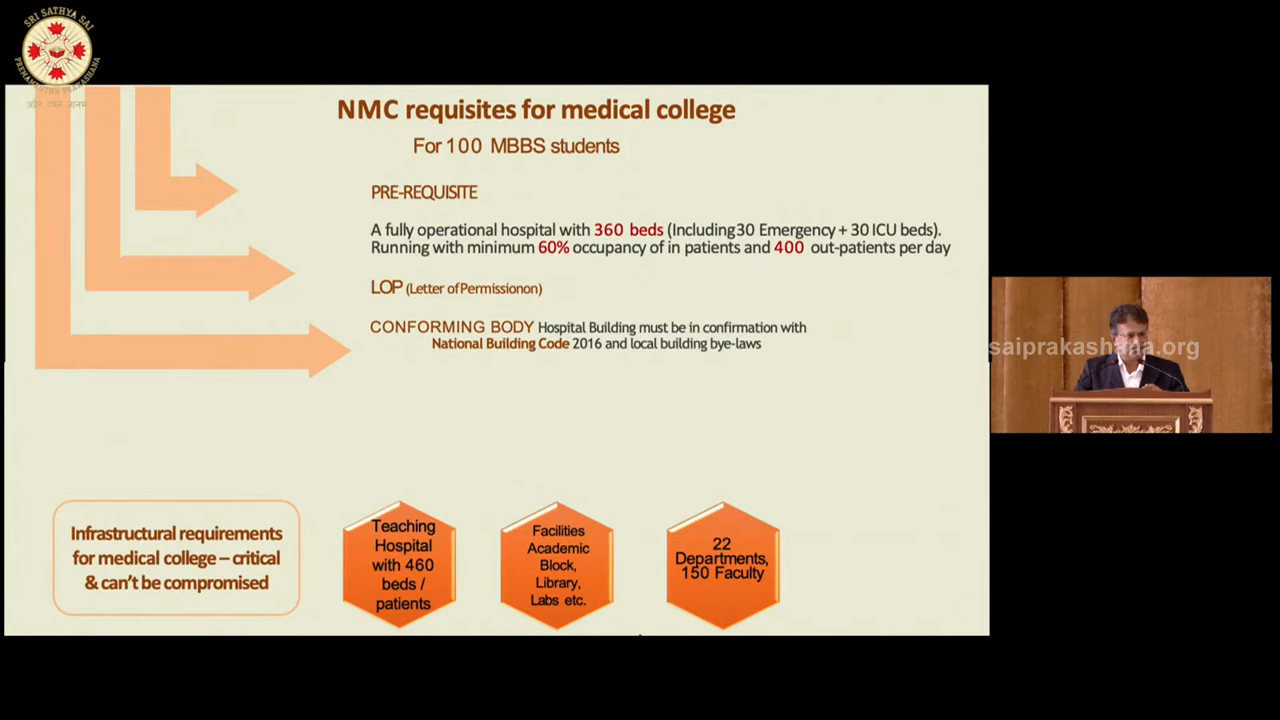 SRI SATHYA SAI
PREMAMRUTHA PRAKASHANA
NMC requisites for medical college
For 100 MBBS students
PRE-REQUISITE
A fully operational hospital with 360 beds (Including30 Emergency + 30 ICU beds).
Running with minimum 60% occupancy of in patients and 400 out-patients per day
LOP (Letter ofPermissionon)
CONFORMING BODY Hospital Building must be in confirmation with
National Building Code 2016 and local building bye-laws
saiprakashana.org
Infrastructural requirements
for medical college – critical
& can't be compromised
Teaching
Hospital
with 460
beds /
patients
Facilities
Academic
Block,
Library,
Labs etc.
22
Departments,
150 Faculty